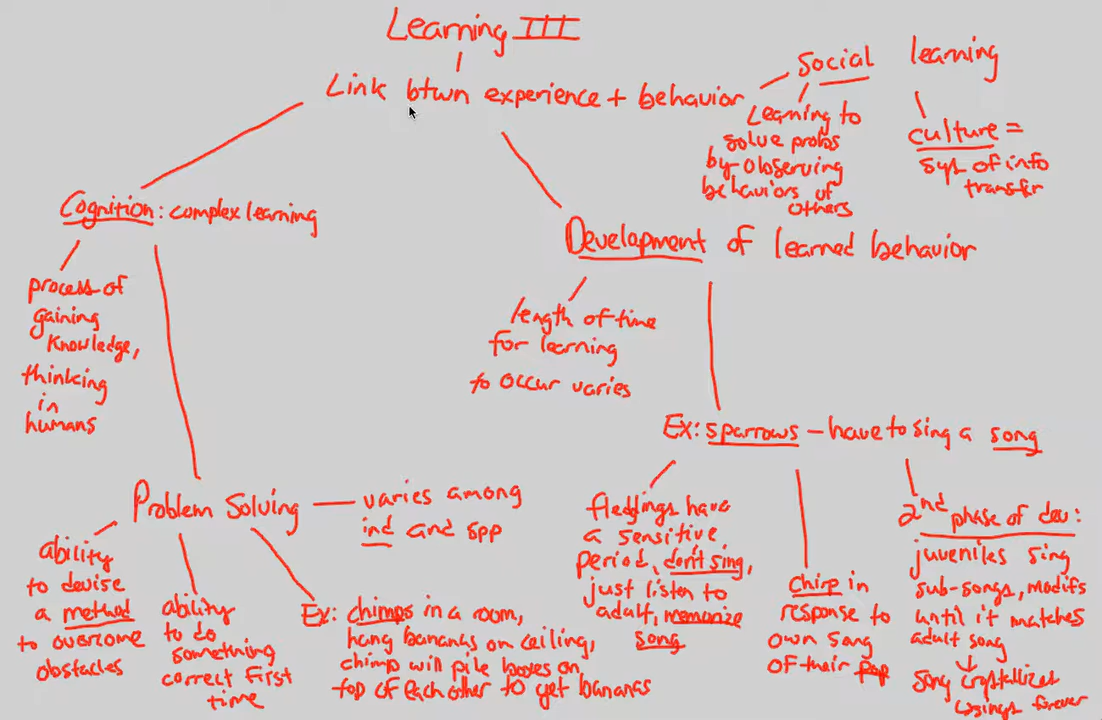 Learning III
Link btwn experience + behavior
Social learning
Learning to
solve probs
by observing
behaviors of
others
culture =
sys of info
transfer
Cognition: complex learning
process of
gaining
knowledge,
thinking
in
humans
Development of learned behavior
length of time
for learning
to occur varies
Problem Solving
varies among
ind and spp
ability
to devise
a method
to overcome
obstacles
ability
to do
something
correct first
time
Ex: chimps in a room,
hang bananas on ceiling,
chimp will pile boxes on
top of each other to get bananas
Ex: sparrows – have to sing a song
fledglings have
a sensitive
period, don't sing,
just listen to
adult, memorize
song
chirp in
response to
own song
of their pop
2nd phase of dev:
juveniles sing
sub-songs, modifs
until it matches
adult song
↓
song crystallizes
↳ sings forever